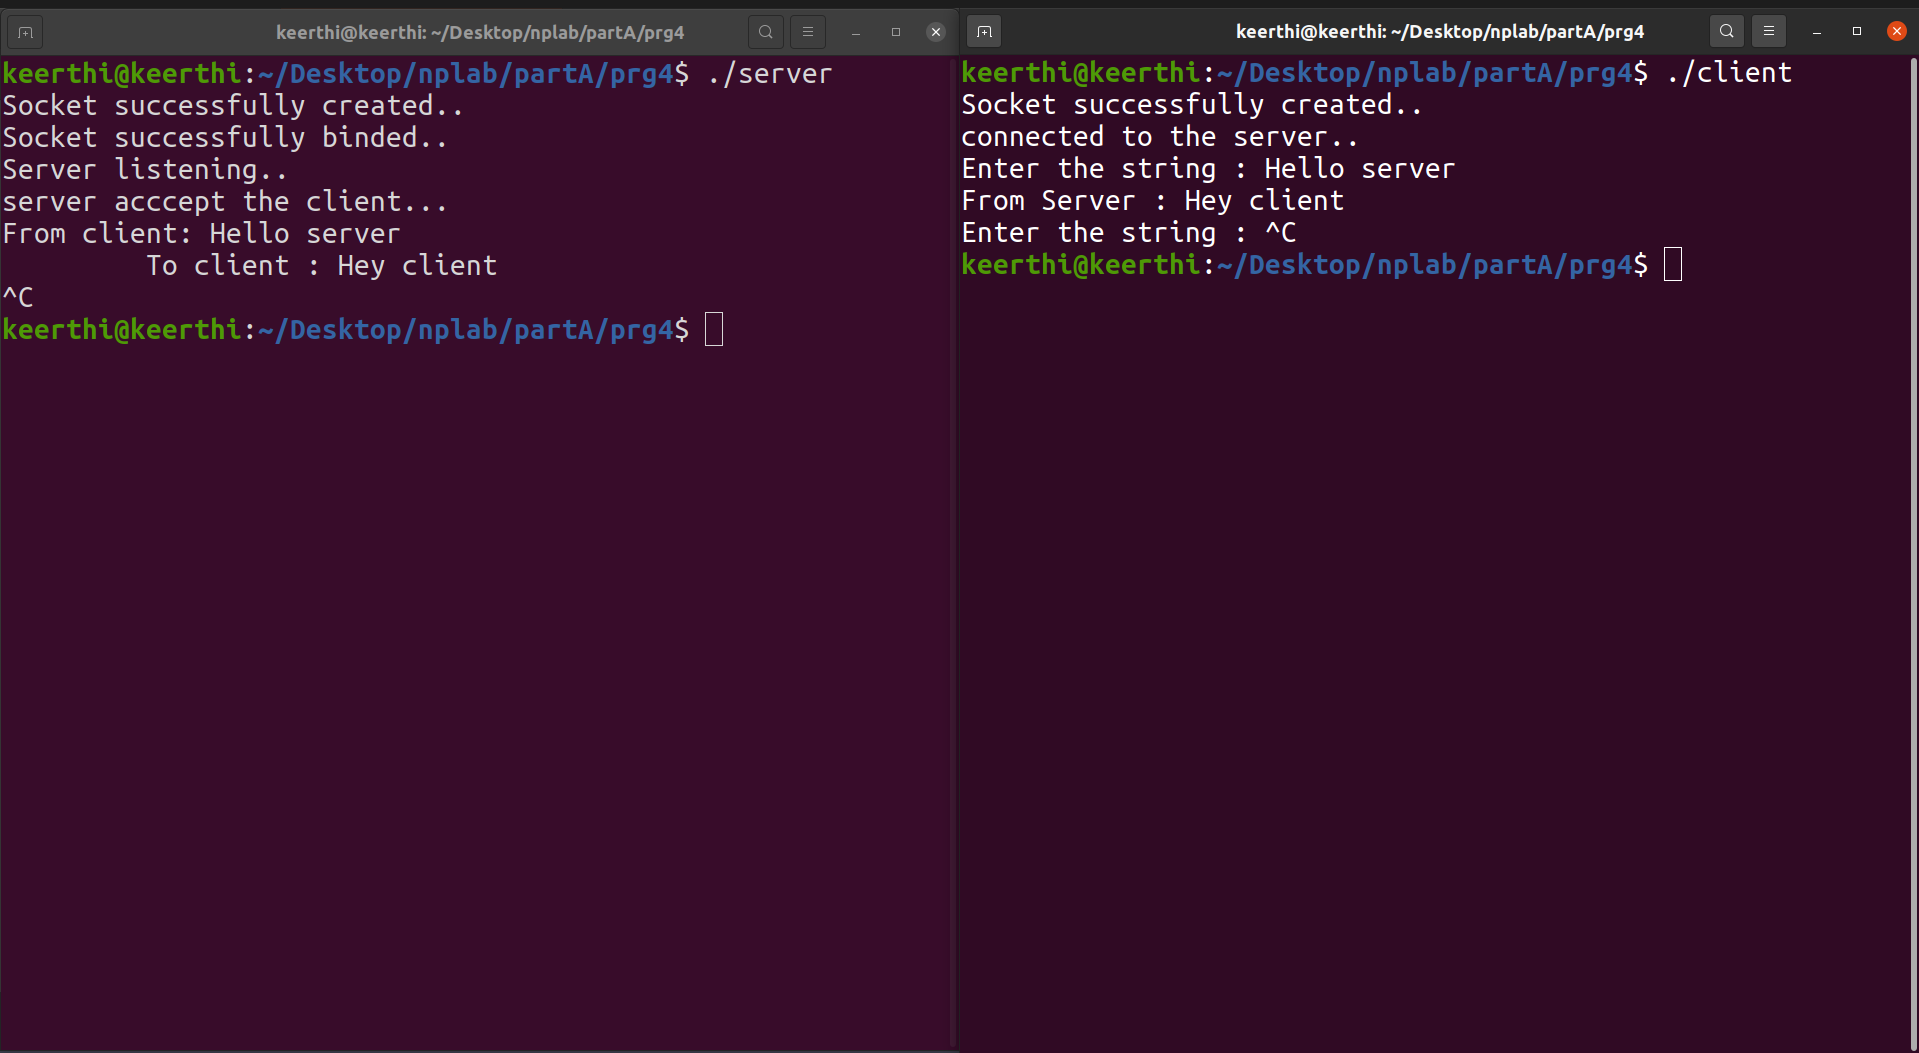 keerthi@keerthi: ~/Desktop/nplab/partA/prg4
keerthi@keerthi:~/Desktop/nplab/partA/prg4$ ./server
Socket successfully created..
Socket successfully binded..
Server listening..
server acccept the client...
From client: Hello server
To client : Hey client
^C
keerthi@keerthi:~/Desktop/nplab/partA/prg4$
keerthi@keerthi: ~/Desktop/nplab/partA/prg4
keerthi@keerthi:~/Desktop/nplab/partA/prg4$ ./client
Socket successfully created..
connected to the server..
Enter the string : Hello server
From Server : Hey client
Enter the string : ^C
keerthi@keerthi:~/Desktop/nplab/partA/prg4$